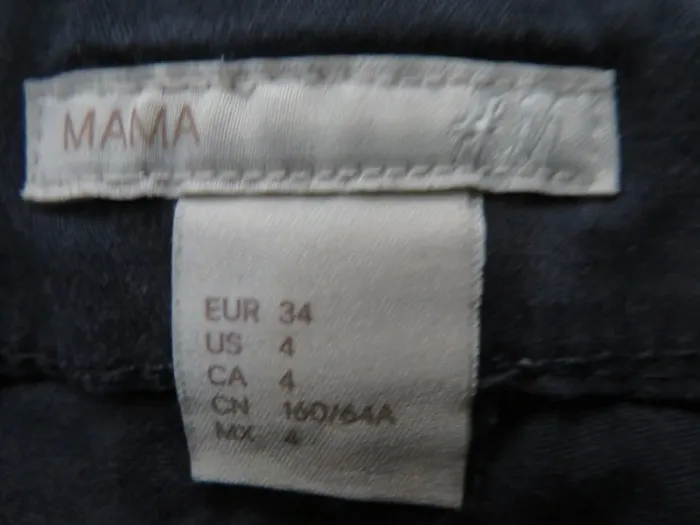 MAMA H&M
EUR 34
US 4
CA 4
CN 160/64A
MX 4